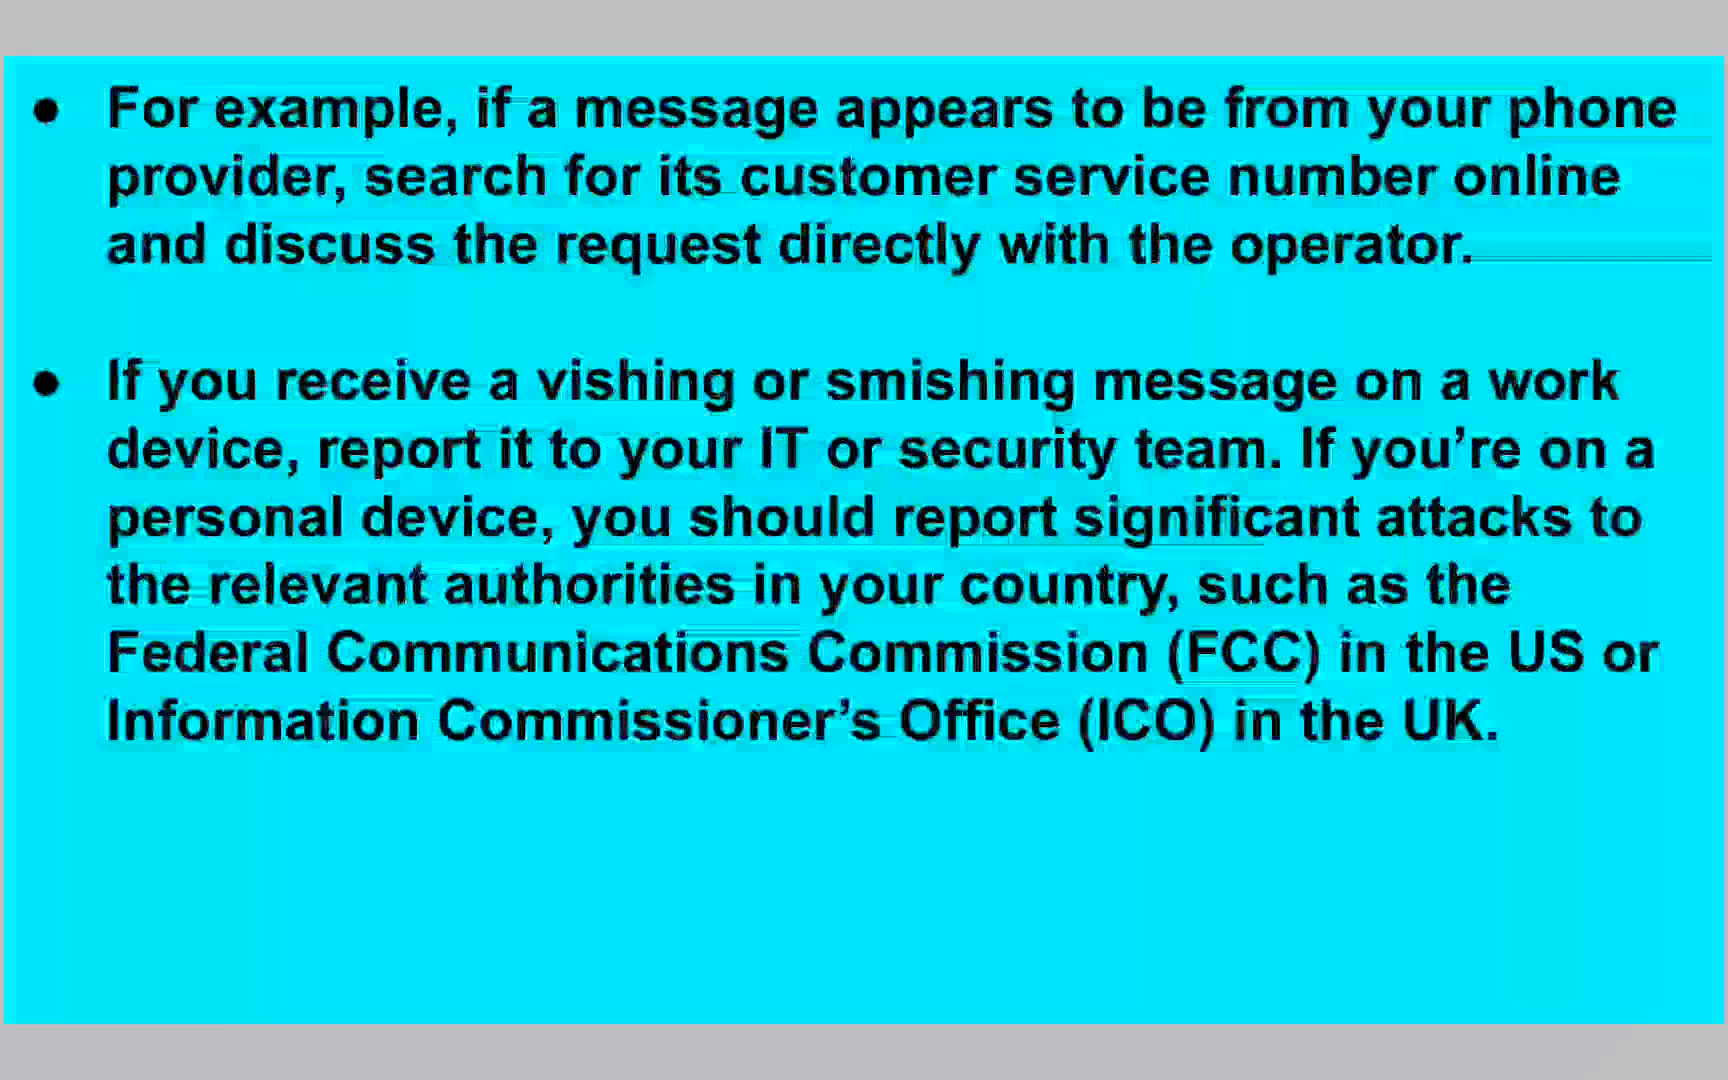 ● For example, if a message appears to be from your phone
provider, search for its customer service number online
and discuss the request directly with the operator.
● If you receive a vishing or smishing message on a work
device, report it to your IT or security team. If you’re on a
personal device, you should report significant attacks to
the relevant authorities in your country, such as the
Federal Communications Commission (FCC) in the US or
Information Commissioner’s Office (ICO) in the UK.